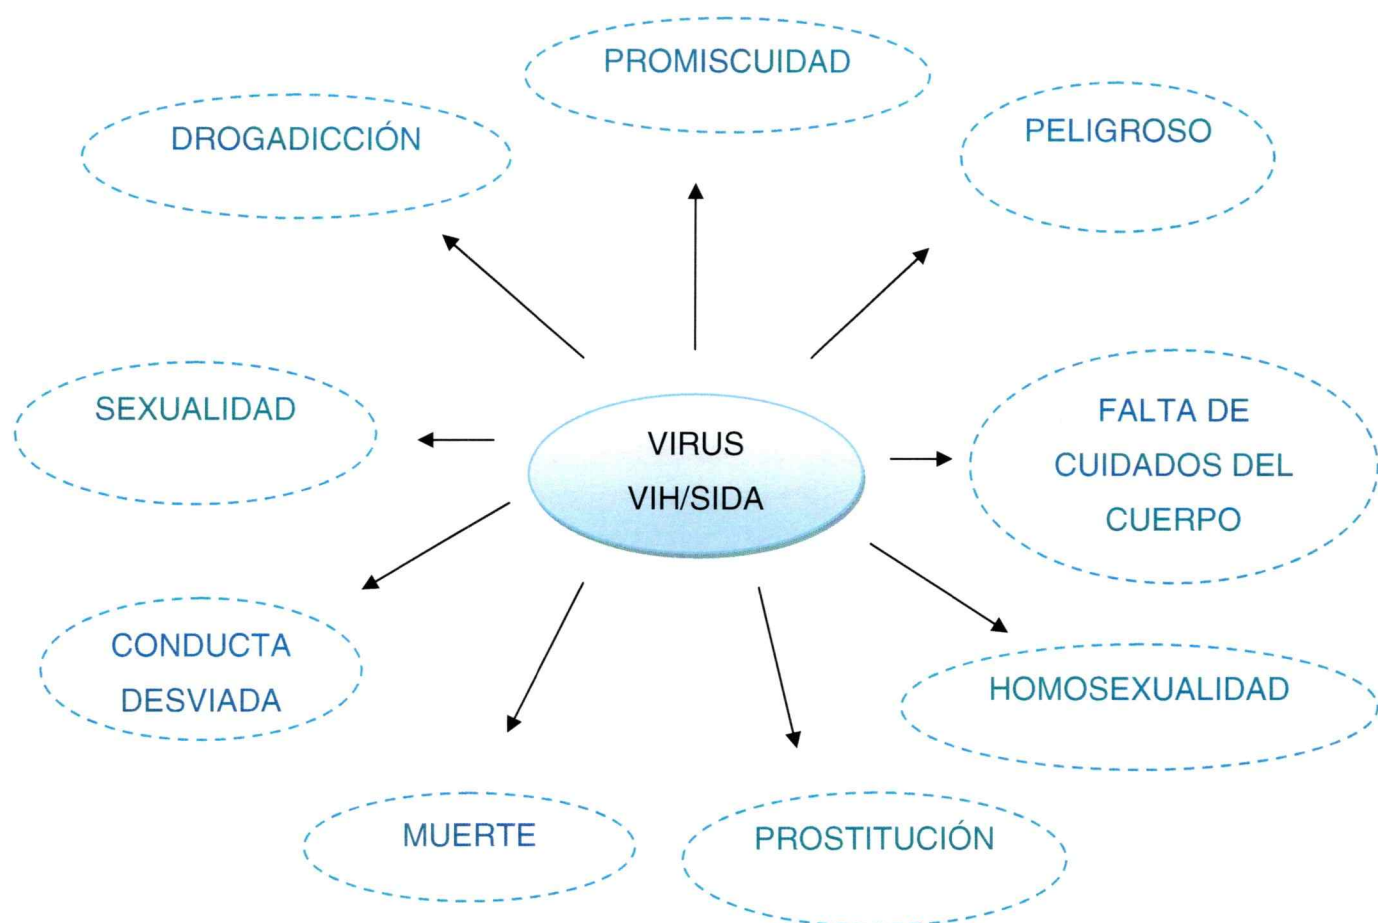 PROMISCUIDAD
DROGADICCIÓN
PELIGROSO
SEXUALIDAD
VIRUS
VIH/SIDA
FALTA DE
CUIDADOS DEL
CUERPO
CONDUCTA
DESVIADA
HOMOSEXUALIDAD
MUERTE
PROSTITUCIÓN